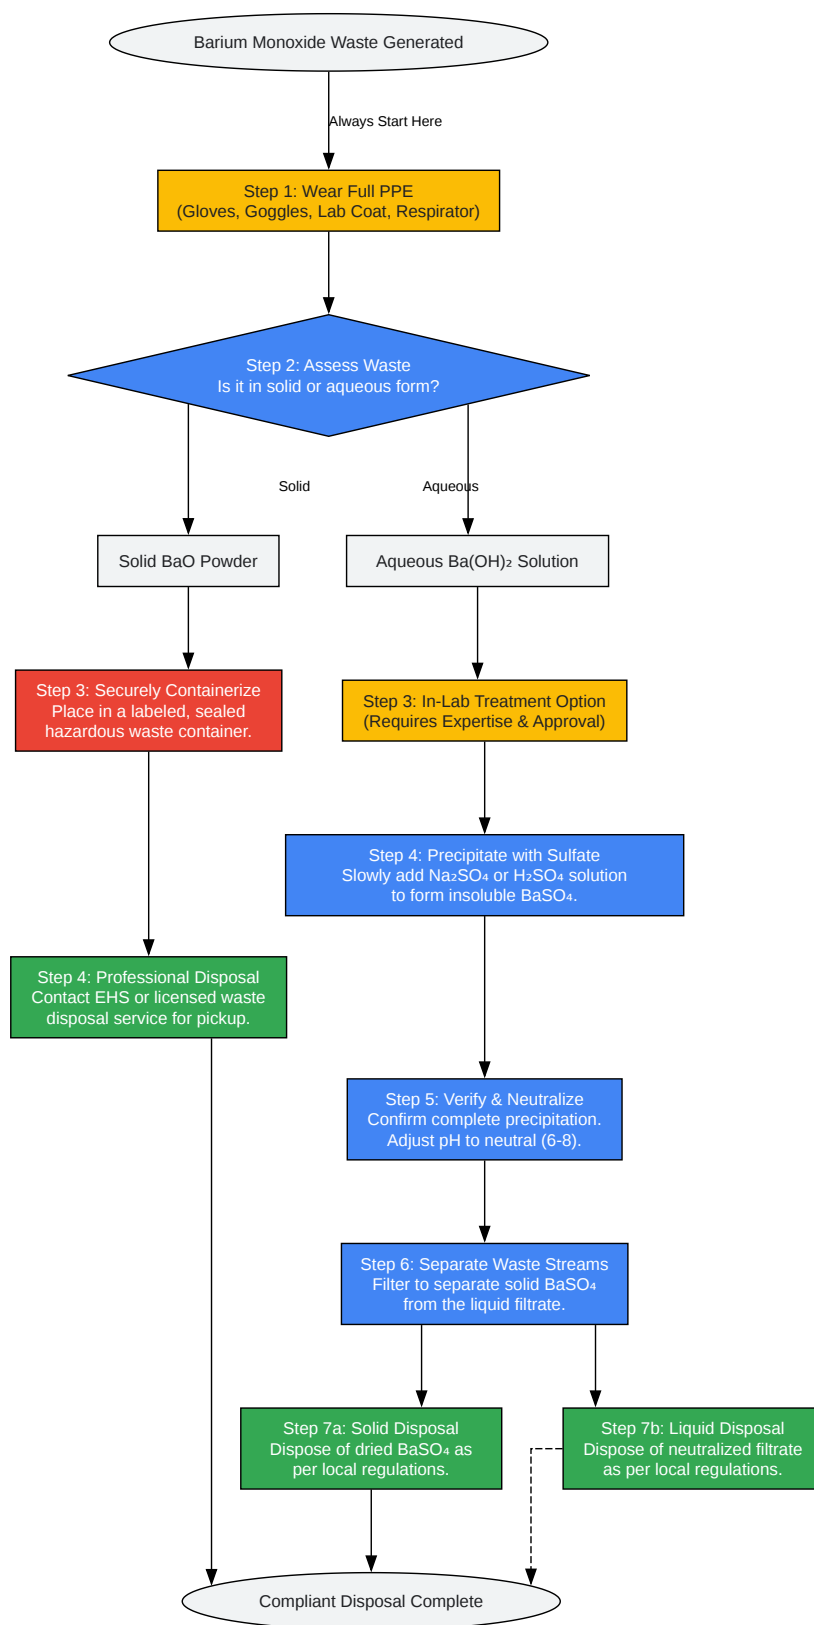 Barium Monoxide Waste Generated
Always Start Here
Step 1: Wear Full PPE
(Gloves, Goggles, Lab Coat, Respirator)
Step 2: Assess Waste
Is it in solid or aqueous form?
Solid
Aqueous
Solid BaO Powder
Aqueous Ba(OH)₂ Solution
Step 3: Securely Containerize
Place in a labeled, sealed
hazardous waste container.
Step 3: In-Lab Treatment Option
(Requires Expertise & Approval)
Step 4: Precipitate with Sulfate
Slowly add Na₂SO₄ or H₂SO₄ solution
to form insoluble BaSO₄.
Step 4: Professional Disposal
Contact EHS or licensed waste
disposal service for pickup.
Step 5: Verify & Neutralize
Confirm complete precipitation.
Adjust pH to neutral (6-8).
Step 6: Separate Waste Streams
Filter to separate solid BaSO₄
from the liquid filtrate.
Step 7a: Solid Disposal
Dispose of dried BaSO₄ as
per local regulations.
Step 7b: Liquid Disposal
Dispose of neutralized filtrate
as per local regulations.
Compliant Disposal Complete